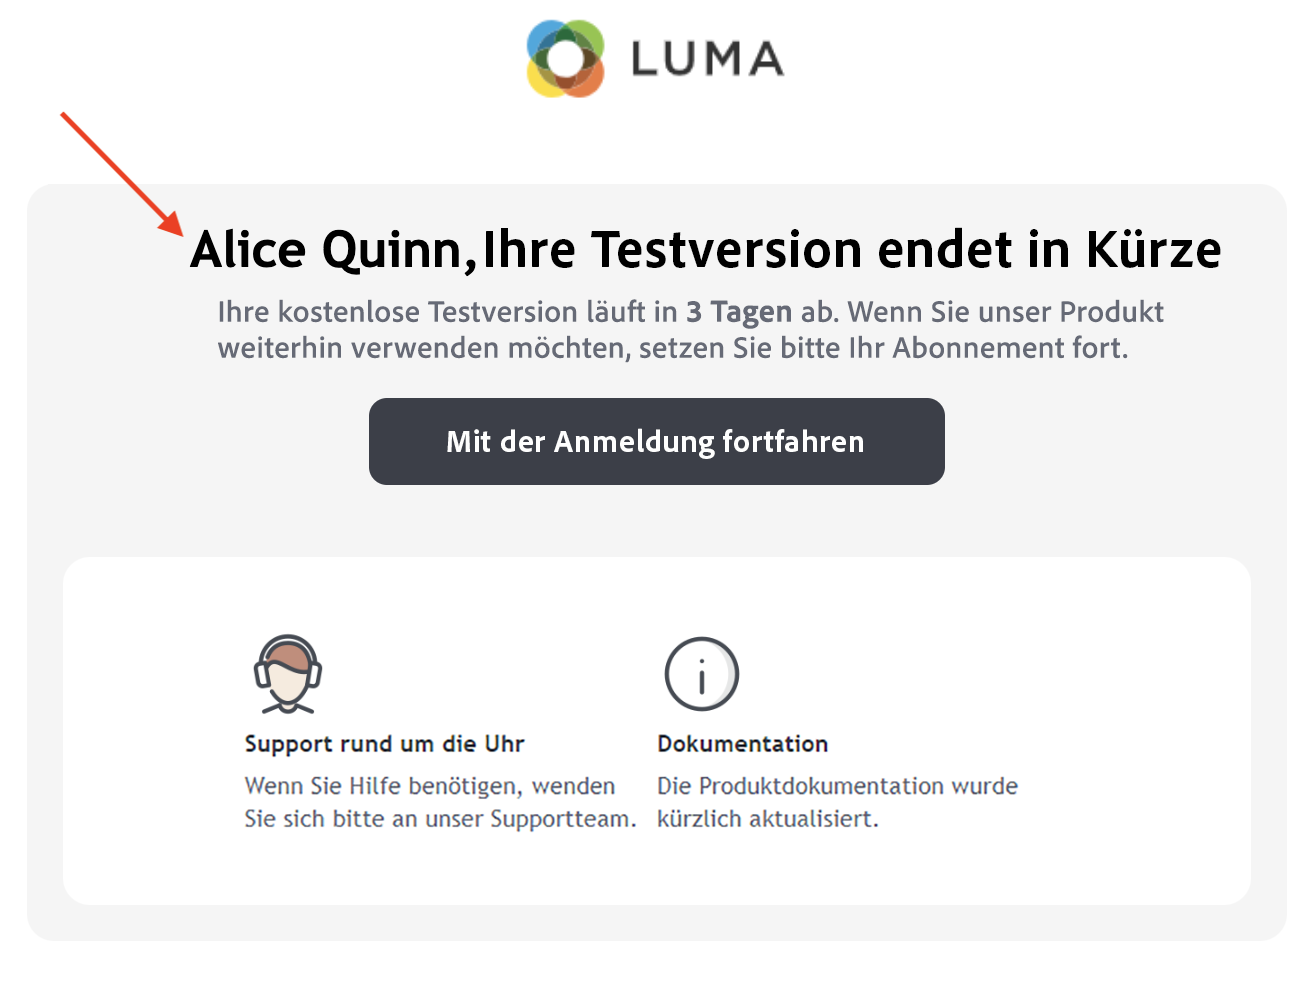 LUMA
Alice Quinn,Ihre Testversion endet in Kürze
Ihre kostenlose Testversion läuft in 3 Tagen ab. Wenn Sie unser Produkt
weiterhin verwenden möchten, setzen Sie bitte Ihr Abonnement fort.
Mit der Anmeldung fortfahren
Support rund um die Uhr
Wenn Sie Hilfe benötigen, wenden
Sie sich bitte an unser Supportteam.
Dokumentation
Die Produktdokumentation wurde
kürzlich aktualisiert.